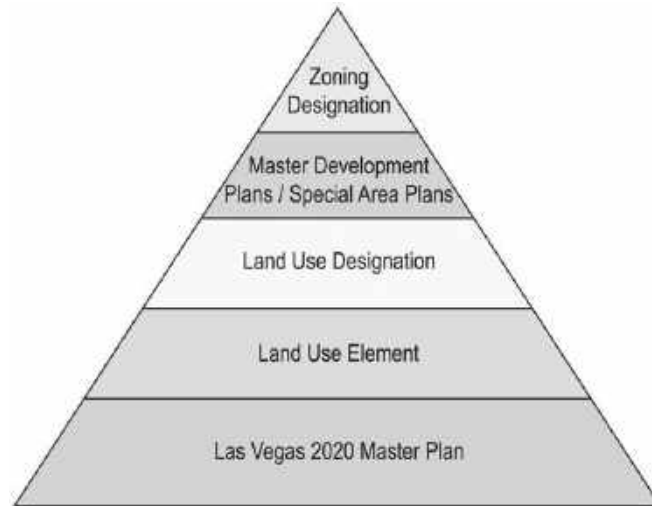 Zoning
Designation
Master Development
Plans / Special Area Plans
Land Use Designation
Land Use Element
Las Vegas 2020 Master Plan